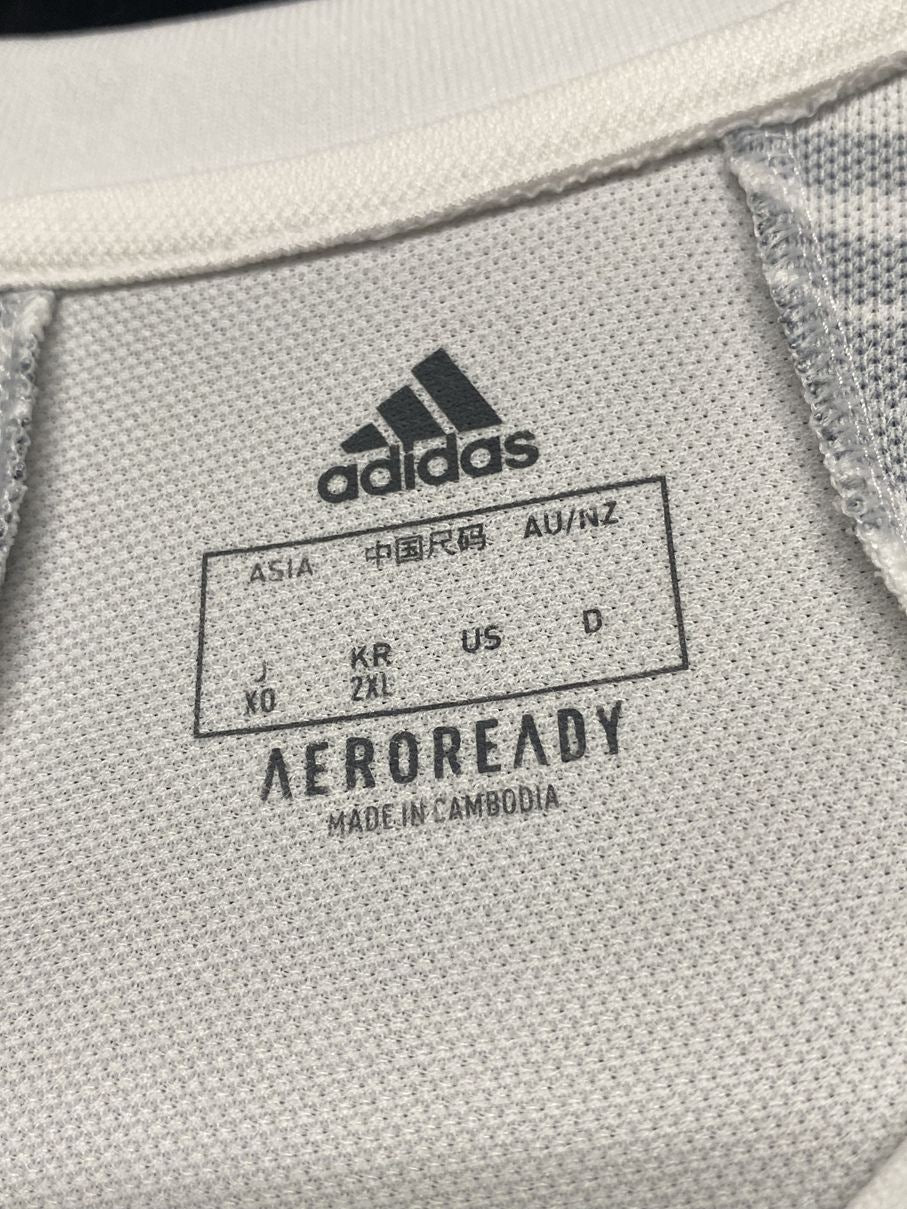 adidas
ASIA 中国尺码 AU/NZ
J KR US D
XO 2XL
AEROREADY
MADE IN CAMBODIA